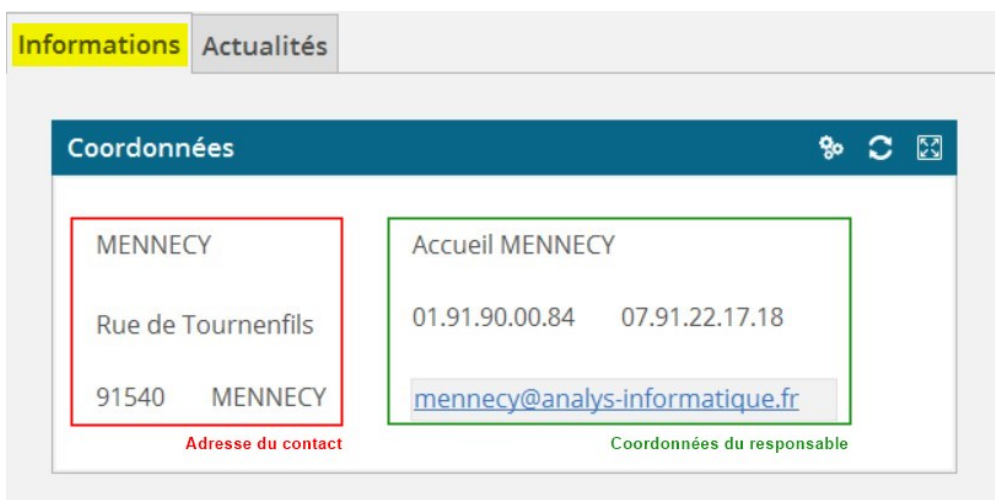 Informations Actualités
Coordonnées
MENNECY
Rue de Tournenfils
91540 MENNECY
Adresse du contact
Accueil MENNECY
01.91.90.00.84 07.91.22.17.18
mennecy@analys-informatique.fr
Coordonnées du responsable